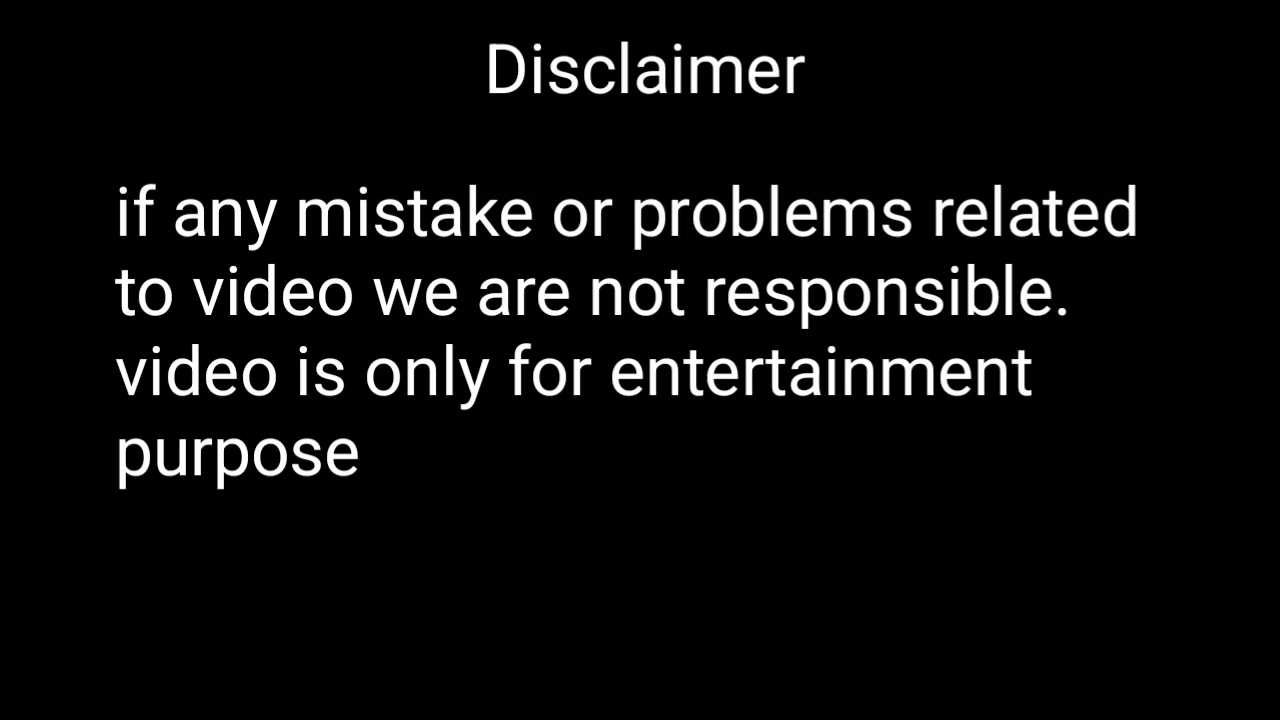 Disclaimer
if any mistake or problems related
to video we are not responsible.
video is only for entertainment
purpose